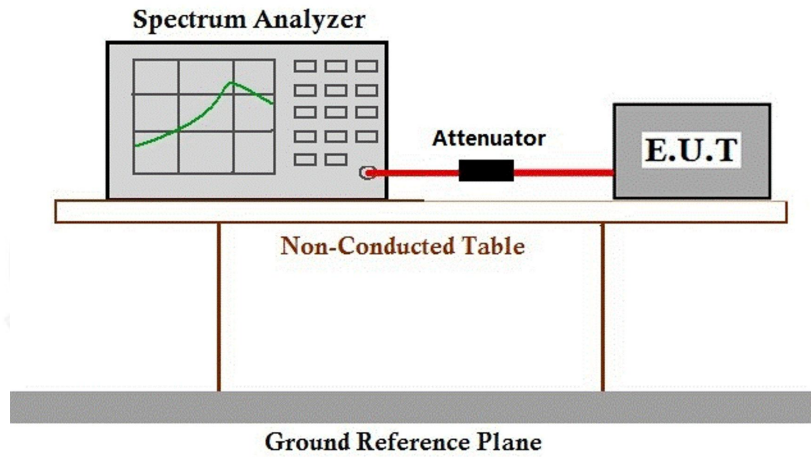 Spectrum Analyzer
Attenuator
E.U.T
Non-Conducted Table
Ground Reference Plane